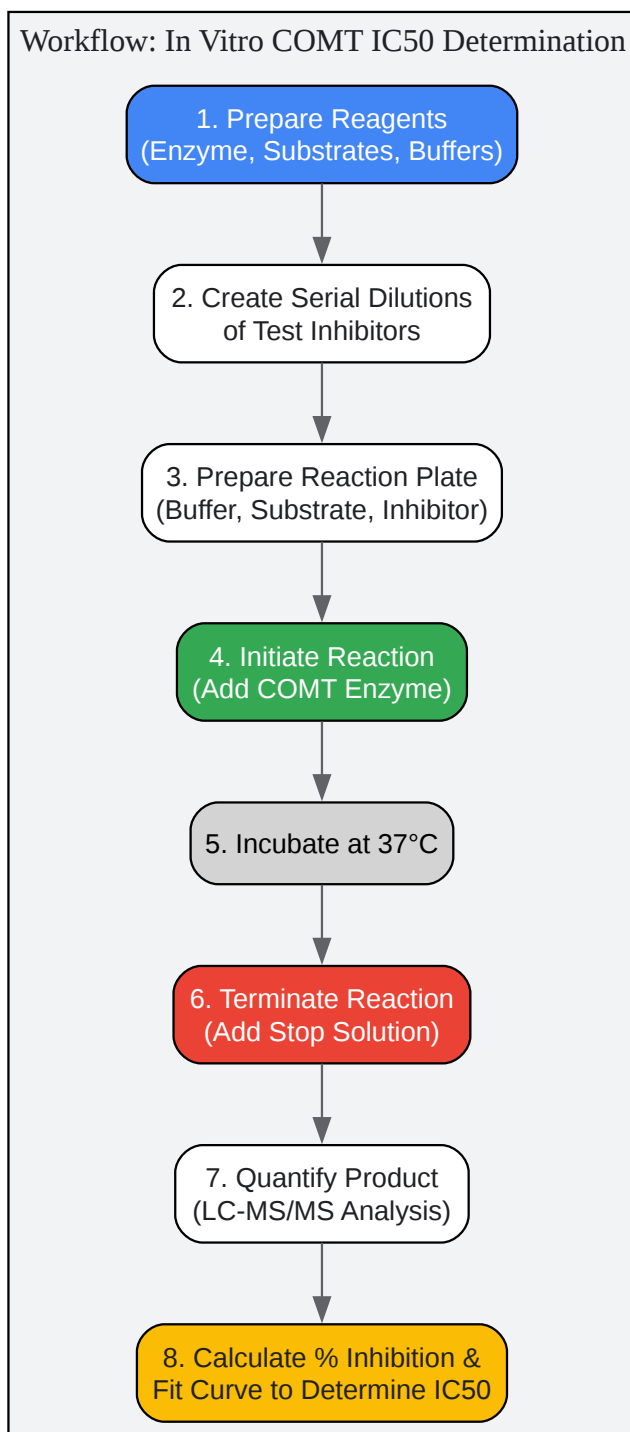 Workflow: In Vitro COMT IC50 Determination
1. Prepare Reagents
(Enzyme, Substrates, Buffers)
2. Create Serial Dilutions
of Test Inhibitors
3. Prepare Reaction Plate
(Buffer, Substrate, Inhibitor)
4. Initiate Reaction
(Add COMT Enzyme)
5. Incubate at 37°C
6. Terminate Reaction
(Add Stop Solution)
7. Quantify Product
(LC-MS/MS Analysis)
8. Calculate % Inhibition &
Fit Curve to Determine IC50